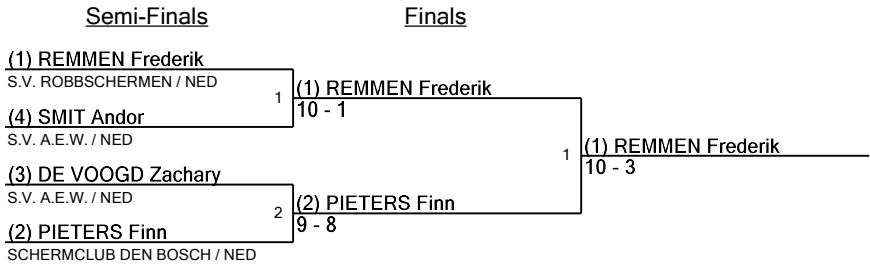 Semi-Finals
Finals
(1) REMMEN Frederik
S.V. ROBBSCHERMEN / NED
1
(1) REMMEN Frederik
10 - 1
(4) SMIT Andor
S.V. A.E.W. / NED
1
(1) REMMEN Frederik
10 - 3
(3) DE VOOGD Zachary
S.V. A.E.W. / NED
2
(2) PIETERS Finn
9 - 8
(2) PIETERS Finn
SCHERMCLUB DEN BOSCH / NED